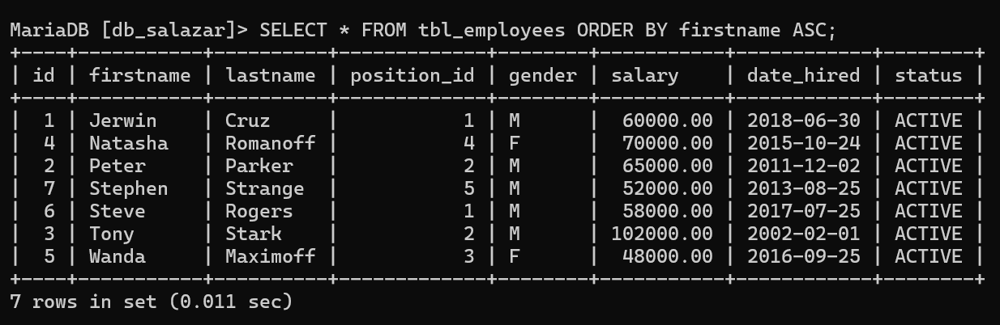 MariaDB [db_salazar]> SELECT * FROM tbl_employees ORDER BY firstname ASC;
+----+-----------+----------+-------------+--------+-----------+------------+--------+
| id | firstname | lastname | position_id | gender | salary    | date_hired | status |
+----+-----------+----------+-------------+--------+-----------+------------+--------+
|  1 | Jerwin    | Cruz     |           1 | M      |  60000.00 | 2018-06-30 | ACTIVE |
|  4 | Natasha   | Romanoff |           4 | F      |  70000.00 | 2015-10-24 | ACTIVE |
|  2 | Peter     | Parker   |           2 | M      |  65000.00 | 2011-12-02 | ACTIVE |
|  7 | Stephen   | Strange  |           5 | M      |  52000.00 | 2013-08-25 | ACTIVE |
|  6 | Steve     | Rogers   |           1 | M      |  58000.00 | 2017-07-25 | ACTIVE |
|  3 | Tony      | Stark    |           2 | M      | 102000.00 | 2002-02-01 | ACTIVE |
|  5 | Wanda     | Maximoff |           3 | F      |  48000.00 | 2016-09-25 | ACTIVE |
+----+-----------+----------+-------------+--------+-----------+------------+--------+
7 rows in set (0.011 sec)